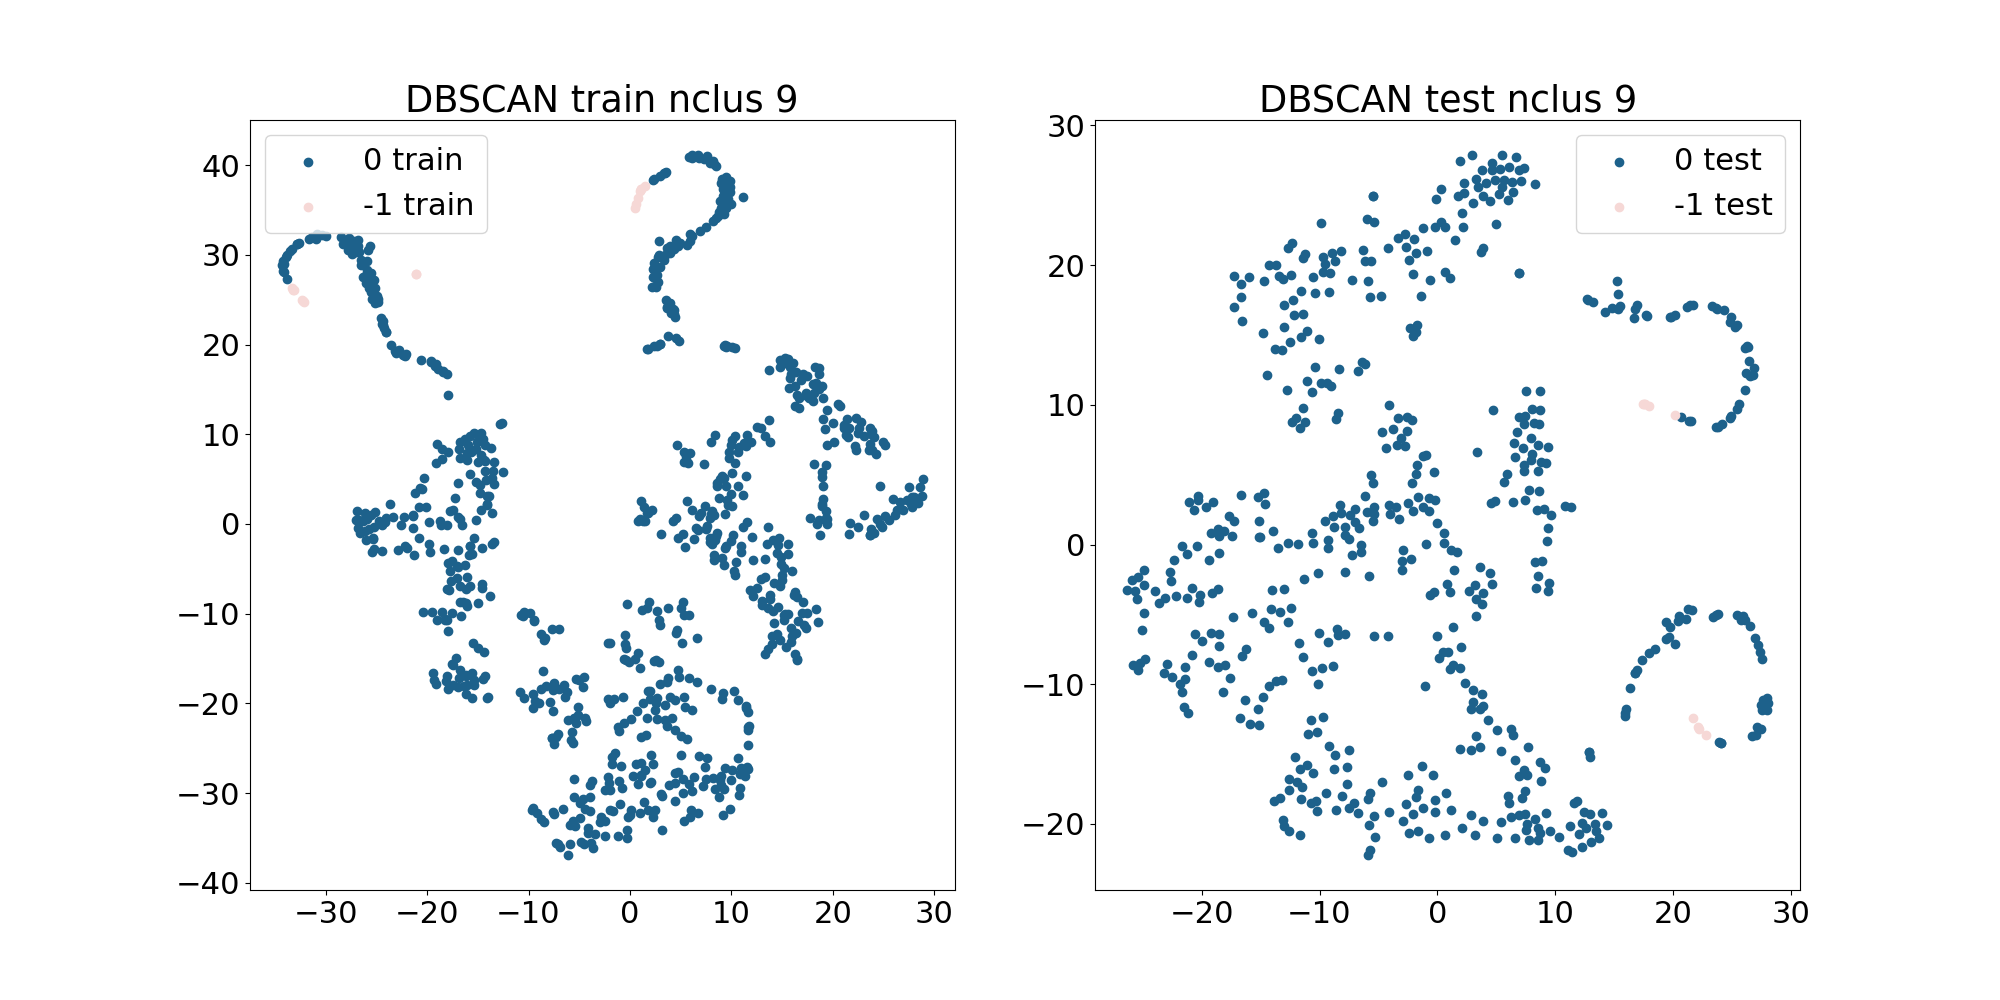 DBSCAN train nclus 9
0 train
-1 train
40
30
20
10
0
−10
−20
−30
−40
−30 −20 −10 0 10 20 30
DBSCAN test nclus 9
0 test
-1 test
30
20
10
0
−10
−20
−20 −10 0 10 20 30